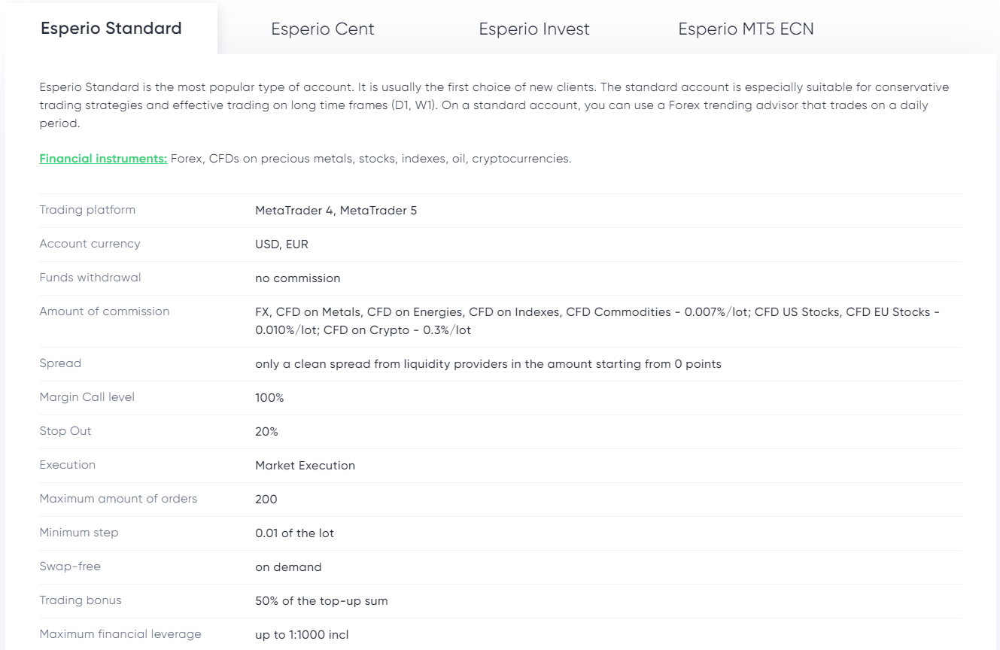 Esperio Standard
Esperio Cent
Esperio Invest
Esperio MT5 ECN
Esperio Standard is the most popular type of account. It is usually the first choice of new clients. The standard account is especially suitable for conservative
trading strategies and effective trading on long time frames (D1, W1). On a standard account, you can use a Forex trending advisor that trades on a daily
period.
Financial instruments: Forex, CFDs on precious metals, stocks, indexes, oil, cryptocurrencies.
Trading platform MetaTrader 4, MetaTrader 5
Account currency USD, EUR
Funds withdrawal no commission
Amount of commission FX, CFD on Metals, CFD on Energies, CFD on Indexes, CFD Commodities - 0.007%/lot; CFD US Stocks, CFD EU Stocks -
0.010%/lot; CFD on Crypto - 0.3%/lot
Spread only a clean spread from liquidity providers in the amount starting from 0 points
Margin Call level 100%
Stop Out 20%
Execution Market Execution
Maximum amount of orders 200
Minimum step 0.01 of the lot
Swap-free on demand
Trading bonus 50% of the top-up sum
Maximum financial leverage up to 1:1000 incl